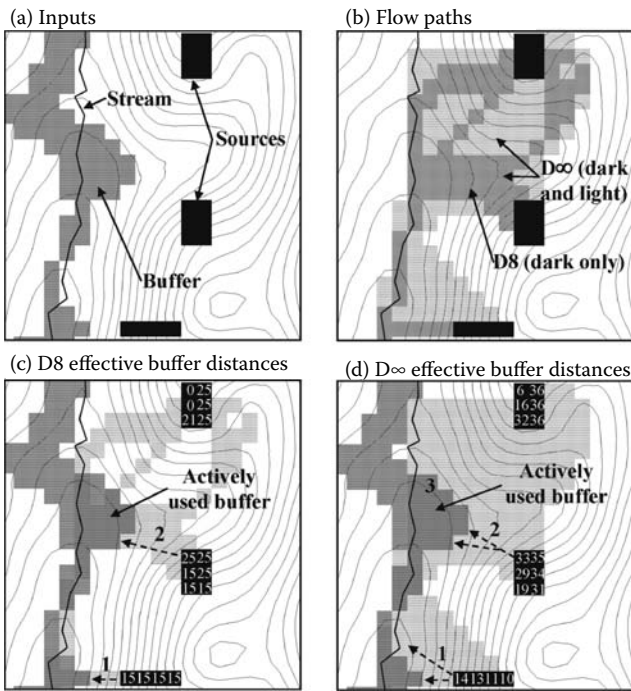 (a) Inputs
Stream
Sources
Buffer
(b) Flow paths
D∞ (dark
and light)
D8 (dark only)
(c) D8 effective buffer distances
0 25
0 25
21 25
Actively
used buffer
2
25 25
15 25
15 15
1
15 15 15 15
(d) D∞ effective buffer distances
6 36
16 36
32 36
3
Actively
used buffer
2
33 35
29 34
19 31
1
14 13 11 10